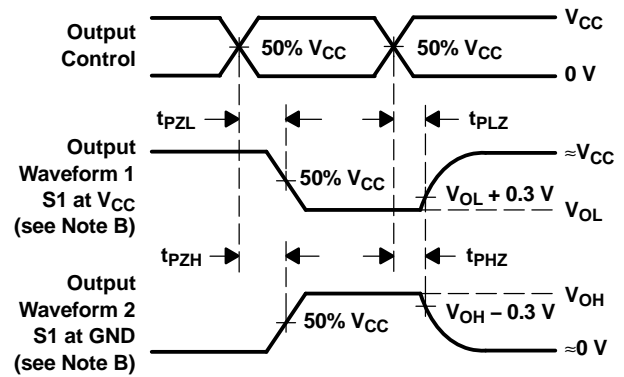 Output
Control
50% VCC
50% VCC
VCC
0 V
tPZL
tPLZ
Output
Waveform 1
S1 at VCC
(see Note B)
50% VCC
≈VCC
VOL + 0.3 V
VOL
tPZH
tPHZ
Output
Waveform 2
S1 at GND
(see Note B)
50% VCC
VOH
VOH – 0.3 V
≈0 V